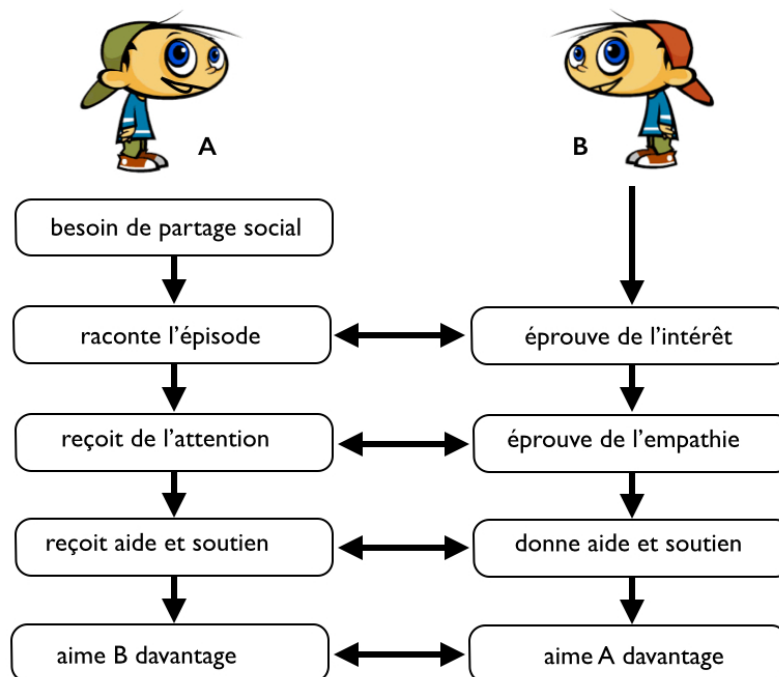 A
B
besoin de partage social
raconte l'épisode
éprouve de l'intérêt
reçoit de l'attention
éprouve de l'empathie
reçoit aide et soutien
donne aide et soutien
aime B davantage
aime A davantage